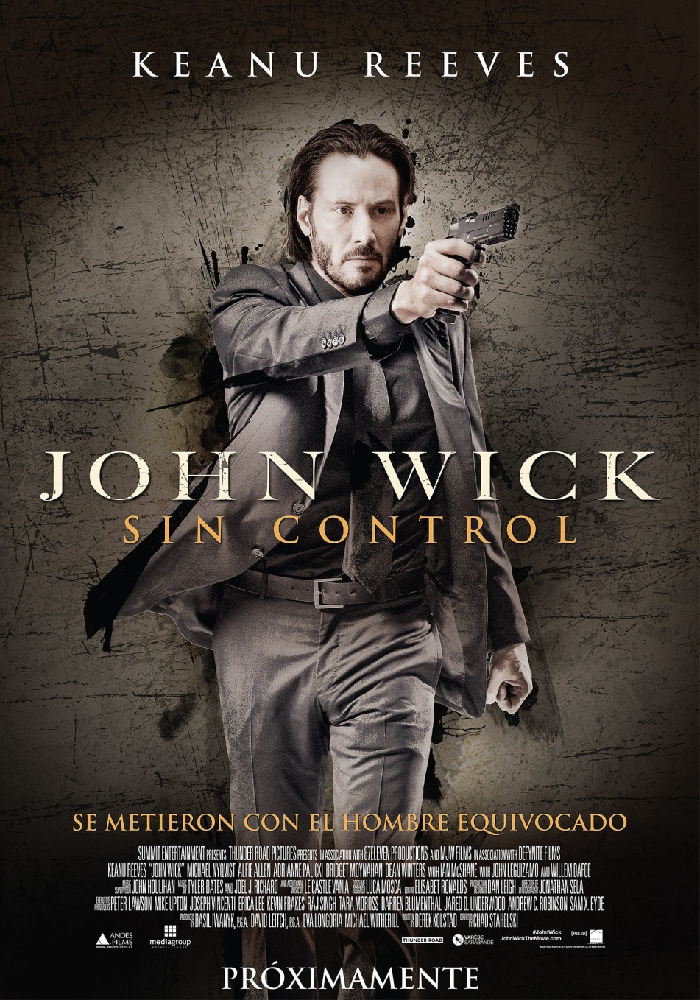 KEANU REEVES
JOHN WICK
SIN CONTROL
SE METIERON CON EL HOMBRE EQUIVOCADO
SUMMIT ENTERTAINMENT PRESENTS THUNDER ROAD PICTURES PRESENTS IN ASSOCIATION WITH 87ELEVEN PRODUCTIONS AND MJW FILMS IN ASSOCIATION WITH DEFYNITE FILMS
KEANU REEVES "JOHN WICK" MICHAEL NYQVIST ALFIE ALLEN ADRIANNE PALICKI BRIDGET MOYNAHAN DEAN WINTERS WITH IAN McSHANE WITH JOHN LEGUIZAMO AND WILLEM DAFOE
MUSIC SUPERVISOR JOHN HOULIHAN MUSIC BY TYLER BATES AND JOEL J. RICHARD AND ADDITIONAL MUSIC BY LE CASTLE VANIA COSTUME DESIGNER LUCA MOSCA EDITOR ELISABET RONALDS PRODUCTION DESIGNER DAN LEIGH DIRECTOR OF PHOTOGRAPHY JONATHAN SELA
EXECUTIVE PRODUCERS PETER LAWSON MIKE UPTON JOSEPH VINCENTI ERICA LEE KEVIN FRAKES RAJ SINGH TARA MOROSS DARREN BLUMENTHAL JARED D. UNDERWOOD ANDREW C. ROBINSON SAM X. EYDE
PRODUCED BY BASIL IWANYK, P.G.A. DAVID LEITCH, P.G.A. EVA LONGORIA MICHAEL WITHERILL WRITTEN BY DEREK KOLSTAD DIRECTED BY CHAD STAHELSKI
ANDES FILMS
www.andesfilms.cl
mediagroup
THUNDER ROAD
VARÈSE SARABANDE
#JohnWick
JohnWickTheMovie.com
[NYSE: LGF]
PRÓXIMAMENTE